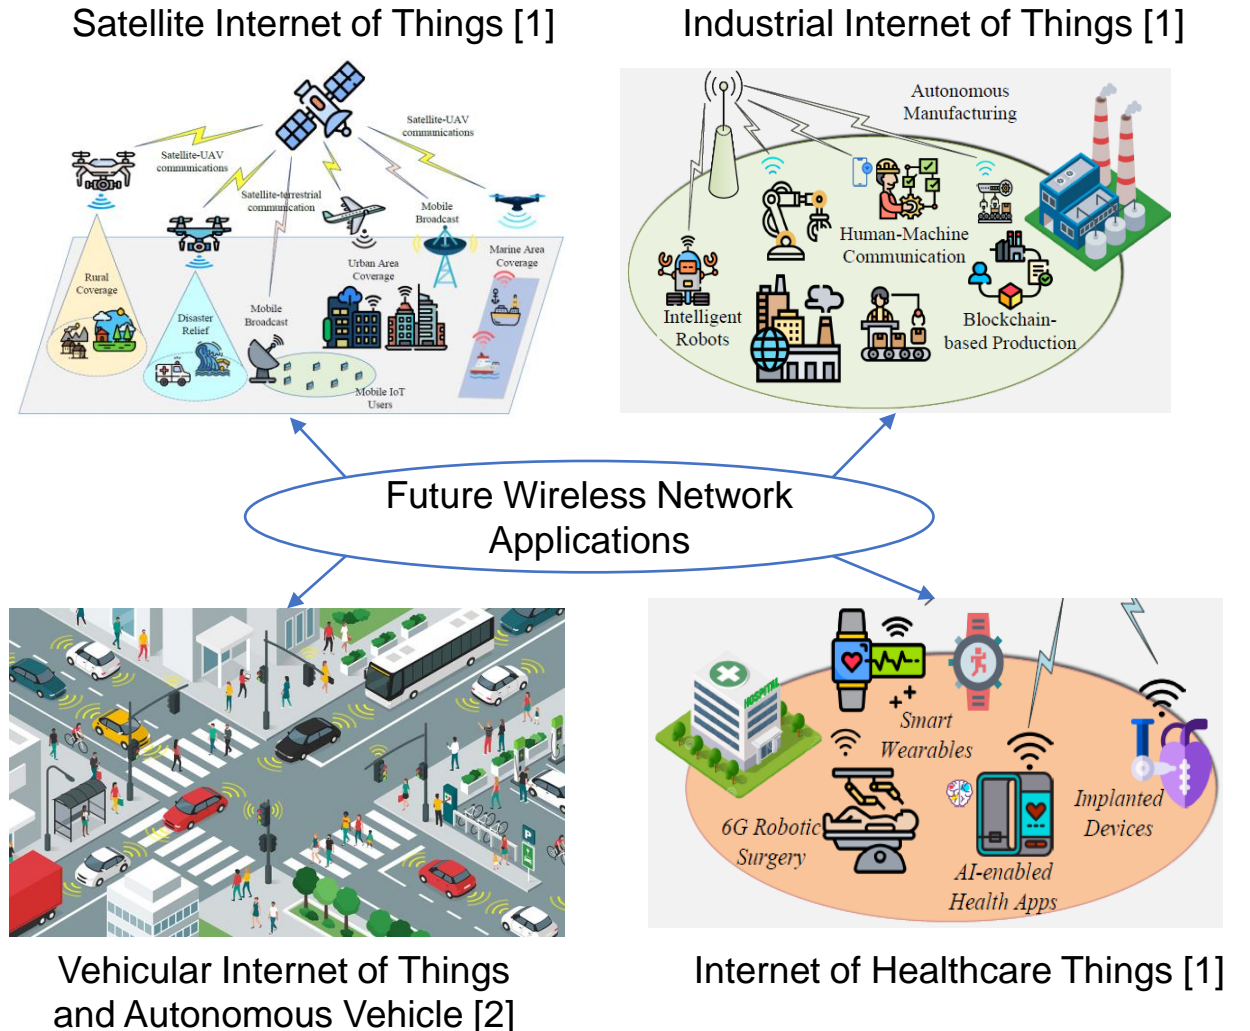 Satellite Internet of Things [1]
Industrial Internet of Things [1]
Satellite-UAV
communications
Satellite-UAV
communications
Satellite-terrestrial
communication
Mobile
Broadcast
Marine Area
Coverage
Urban Area
Coverage
Rural
Coverage
Disaster
Relief
Mobile
Broadcast
Mobile IoT
Users
Autonomous
Manufacturing
Human-Machine
Communication
Intelligent
Robots
Blockchain-
based Production
Future Wireless Network
Applications
HOSPITAL
Smart
Wearables
6G Robotic
Surgery
AI-enabled
Health Apps
Implanted
Devices
P
Vehicular Internet of Things
and Autonomous Vehicle [2]
Internet of Healthcare Things [1]